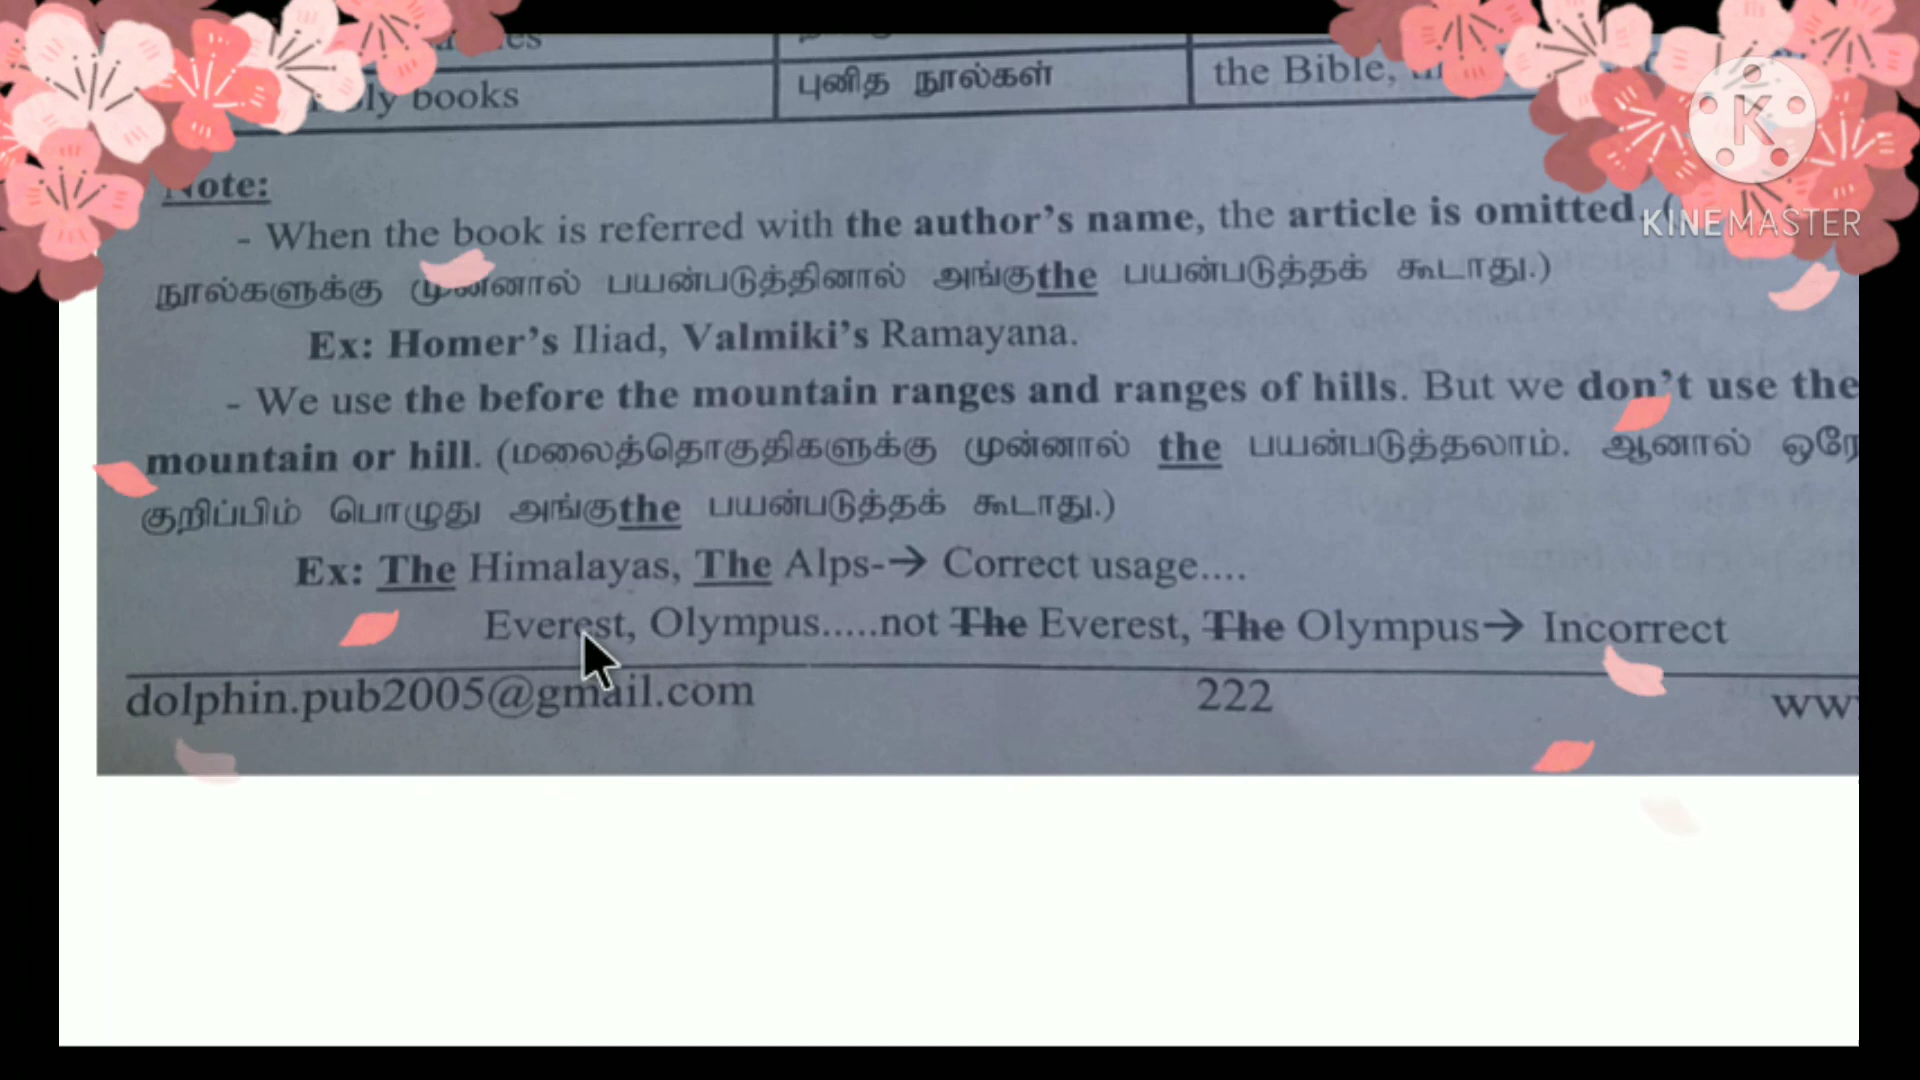 books
புனித நூல்கள்
the Bible,
Note:
- When the book is referred with the author's name, the article is omitted.
நூல்களுக்கு முன்னால் பயன்படுத்தினால் அங்குthe பயன்படுத்தக் கூடாது.)
Ex: Homer's Iliad, Valmiki's Ramayana.
- We use the before the mountain ranges and ranges of hills. But we don't use the
mountain or hill. (மலைத்தொகுதிகளுக்கு முன்னால் the பயன்படுத்தலாம். ஆனால் ஒரே
குறிப்பிம் பொழுது அங்குthe பயன்படுத்தக் கூடாது.)
Ex: The Himalayas, The Alps-→ Correct usage....
Everest, Olympus.....not The Everest, The Olympus→ Incorrect
dolphin.pub2005@gmail.com 222
K
KINEMASTER